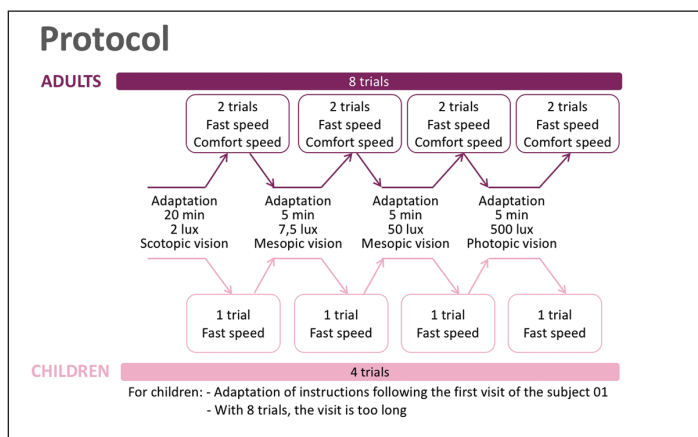 Protocol
ADULTS
8 trials
2 trials
Fast speed
Comfort speed
2 trials
Fast speed
Comfort speed
2 trials
Fast speed
Comfort speed
2 trials
Fast speed
Comfort speed
Adaptation
20 min
2 lux
Scotopic vision
Adaptation
5 min
7,5 lux
Mesopic vision
Adaptation
5 min
50 lux
Mesopic vision
Adaptation
5 min
500 lux
Photopic vision
1 trial
Fast speed
1 trial
Fast speed
1 trial
Fast speed
1 trial
Fast speed
CHILDREN
4 trials
For children: - Adaptation of instructions following the first visit of the subject 01
- With 8 trials, the visit is too long